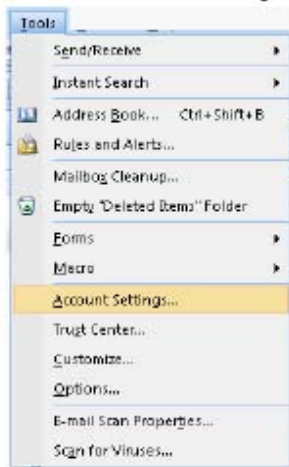 Tools
Send/Receive
Instant Search
Address Book... Ctrl+Shift+B
Rules and Alerts...
Mailbox Cleanup...
Empty "Deleted Items" Folder
Forms
Macro
Account Settings...
Trust Center...
Customize...
Options...
E-mail Scan Properties...
Scan for Viruses...